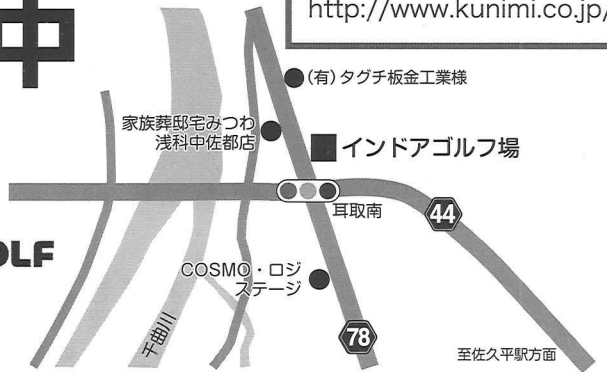 中
http://www.kunimi.co.jp/
(有)タグチ板金工業様
家族葬邸宅みつわ
浅科中佐都店
インドアゴルフ場
耳取南
44
OLF
COSMO・ロジ
ステージ
千曲川
78
至佐久平駅方面